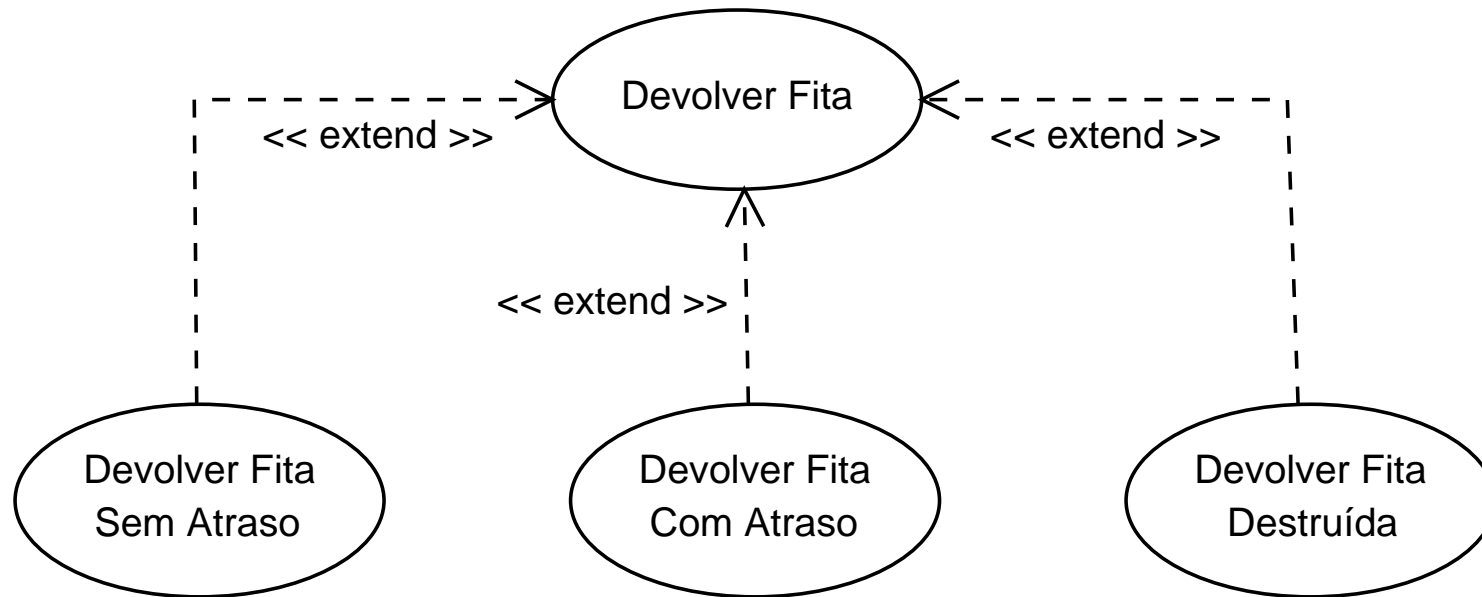 Devolver Fita
<< extend >>
<< extend >>
<< extend >>
Devolver Fita
Sem Atraso
Devolver Fita
Com Atraso
Devolver Fita
Destruída